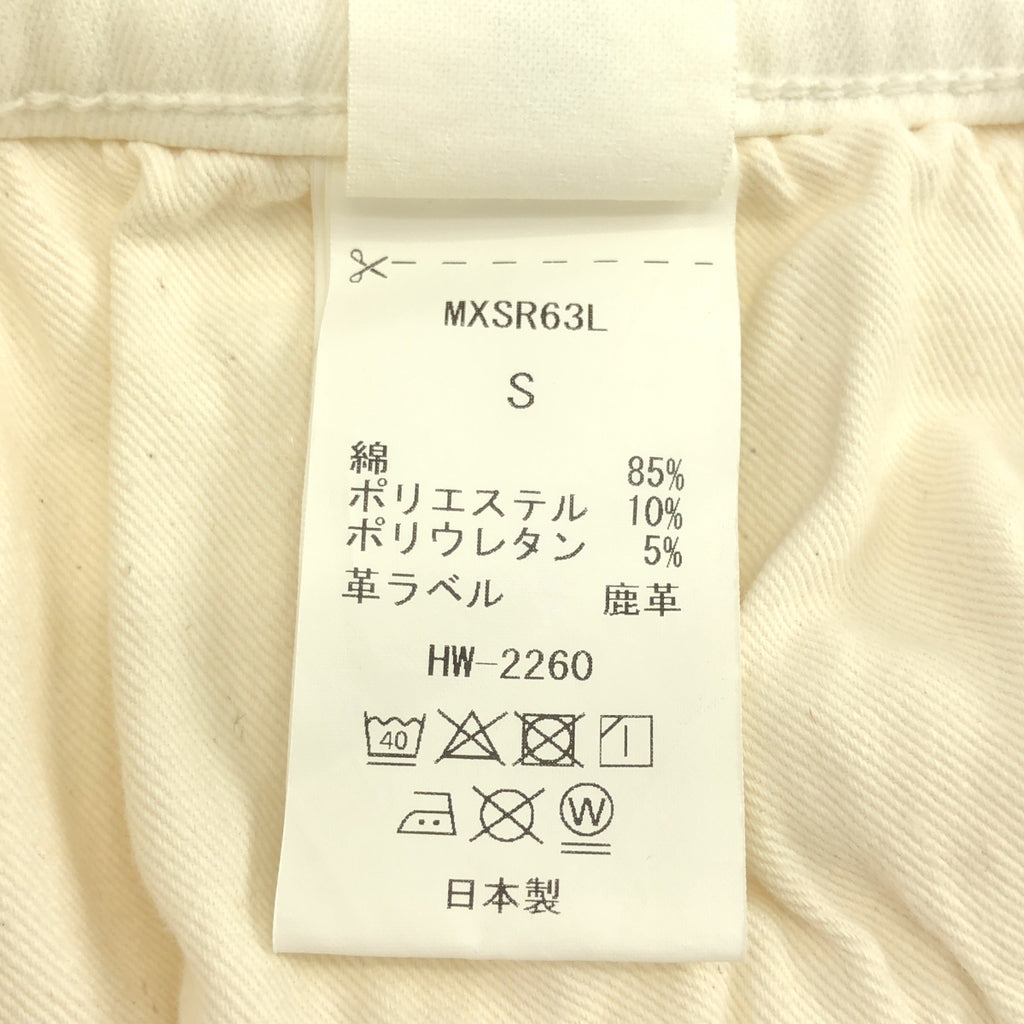 MXSR63L
S
綿 85%
ポリエステル 10%
ポリウレタン 5%
革ラベル 鹿革
HW-2260
40
W
日本製